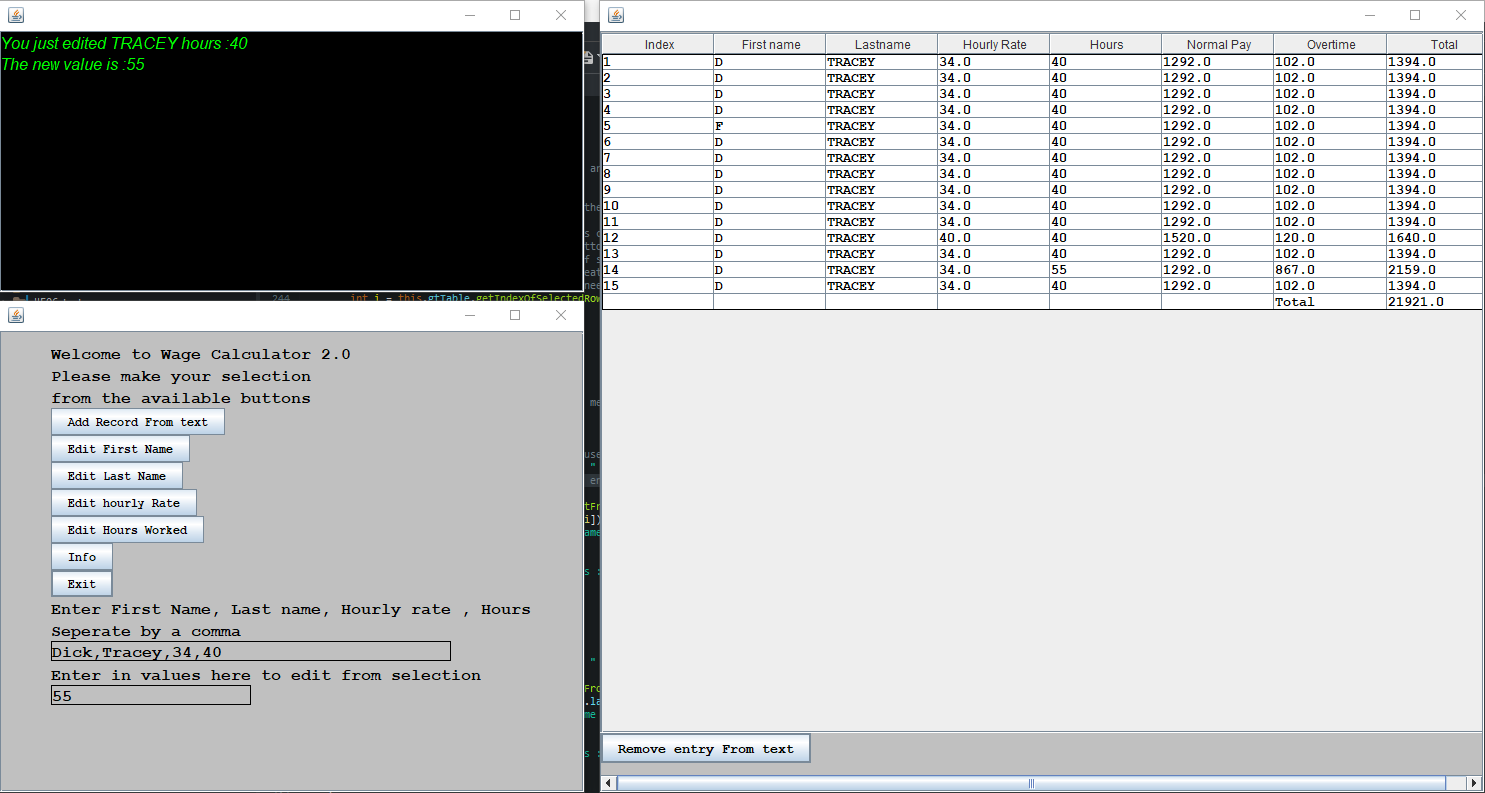 You just edited TRACEY hours :40
The new value is :55
244 int i = this.gtTable.getIndexOfSelectedRow
Welcome to Wage Calculator 2.0
Please make your selection
from the available buttons
Add Record From text
Edit First Name
Edit Last Name
Edit hourly Rate
Edit Hours Worked
Info
Exit
Enter First Name, Last name, Hourly rate , Hours
Seperate by a comma
Dick,Tracey,34,40
Enter in values here to edit from selection
55
Index First name Lastname Hourly Rate Hours Normal Pay Overtime Total
1 D TRACEY 34.0 40 1292.0 102.0 1394.0
2 D TRACEY 34.0 40 1292.0 102.0 1394.0
3 D TRACEY 34.0 40 1292.0 102.0 1394.0
4 D TRACEY 34.0 40 1292.0 102.0 1394.0
5 F TRACEY 34.0 40 1292.0 102.0 1394.0
6 D TRACEY 34.0 40 1292.0 102.0 1394.0
7 D TRACEY 34.0 40 1292.0 102.0 1394.0
8 D TRACEY 34.0 40 1292.0 102.0 1394.0
9 D TRACEY 34.0 40 1292.0 102.0 1394.0
10 D TRACEY 34.0 40 1292.0 102.0 1394.0
11 D TRACEY 34.0 40 1292.0 102.0 1394.0
12 D TRACEY 40.0 40 1520.0 120.0 1640.0
13 D TRACEY 34.0 40 1292.0 102.0 1394.0
14 D TRACEY 34.0 55 1292.0 867.0 2159.0
15 D TRACEY 34.0 40 1292.0 102.0 1394.0
Total 21921.0
Remove entry From text